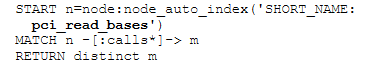 START n=node:node_auto_index('SHORT_NAME:
pci_read_bases')
MATCH n -[:calls*]-> m
RETURN distinct m